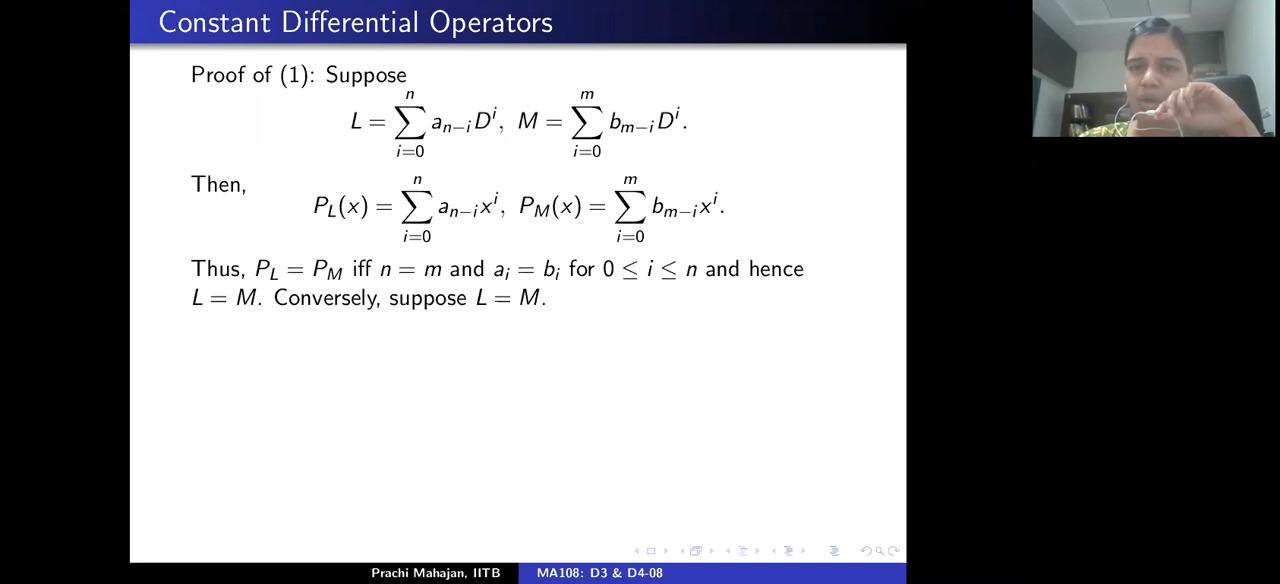 Constant Differential Operators
Proof of (1): Suppose
L = \sum_{i=0}^{n} a_{n-i} D^i, M = \sum_{i=0}^{m} b_{m-i} D^i.
Then,
P_L(x) = \sum_{i=0}^{n} a_{n-i} x^i, P_M(x) = \sum_{i=0}^{m} b_{m-i} x^i.
Thus, P_L = P_M iff n = m and a_i = b_i for 0 ≤ i ≤ n and hence
L = M. Conversely, suppose L = M.
Prachi Mahajan, IITB MA108: D3 & D4-08